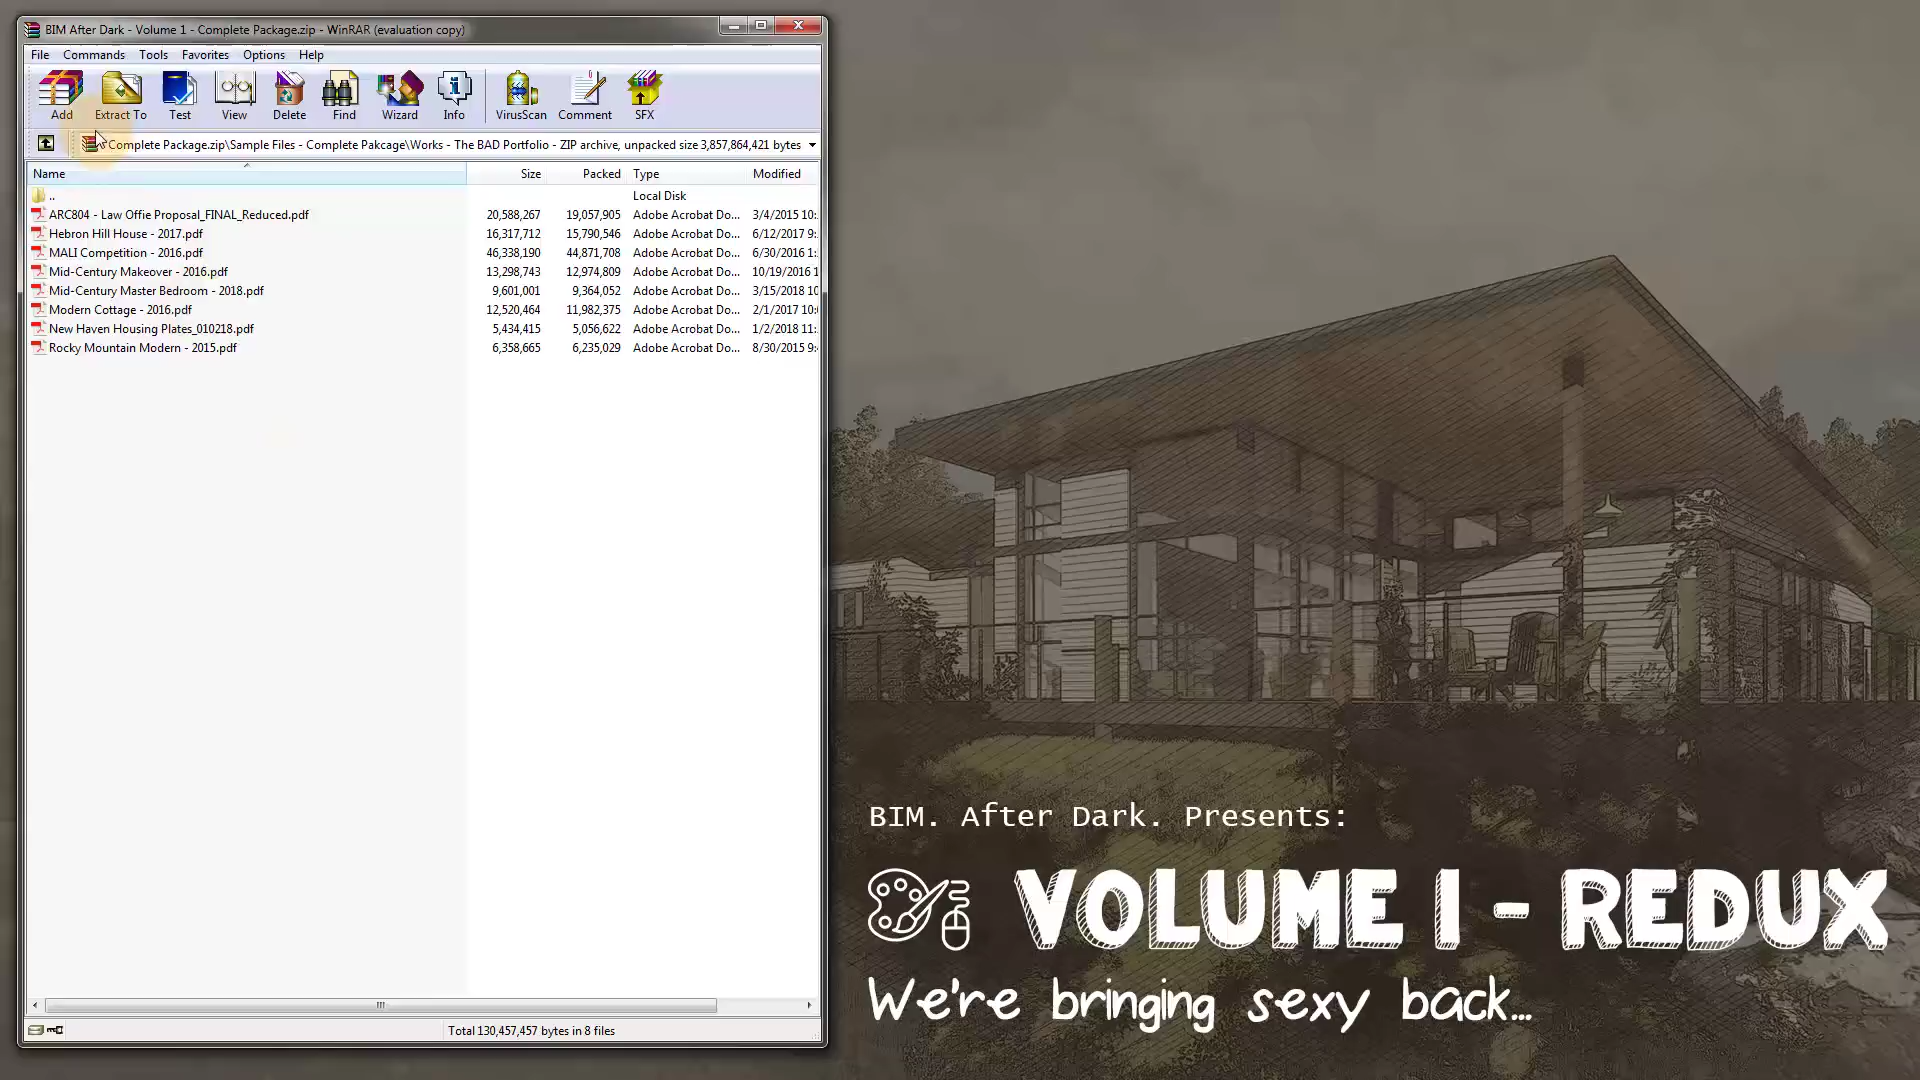 BIM After Dark - Volume 1 - Complete Package.zip - WinRAR (evaluation copy)
File Commands Tools Favorites Options Help
Add Extract To Test View Delete Find Wizard Info VirusScan Comment SFX
Complete Package.zip\Sample Files - Complete Pakcage\Works - The BAD Portfolio - ZIP archive, unpacked size 3,857,864,421 bytes
Name Size Packed Type Modified
.. Local Disk
ARC804 - Law Offie Proposal_FINAL_Reduced.pdf 20,588,267 19,057,905 Adobe Acrobat Do... 3/4/2015 10:
Hebron Hill House - 2017.pdf 16,317,712 15,790,546 Adobe Acrobat Do... 6/12/2017 9:
MALI Competition - 2016.pdf 46,338,190 44,871,708 Adobe Acrobat Do... 6/30/2016 1:
Mid-Century Makeover - 2016.pdf 13,298,743 12,974,809 Adobe Acrobat Do... 10/19/2016 1
Mid-Century Master Bedroom - 2018.pdf 9,601,001 9,364,052 Adobe Acrobat Do... 3/15/2018 10
Modern Cottage - 2016.pdf 12,520,464 11,982,375 Adobe Acrobat Do... 2/1/2017 10:
New Haven Housing Plates_010218.pdf 5,434,415 5,056,622 Adobe Acrobat Do... 1/2/2018 11:
Rocky Mountain Modern - 2015.pdf 6,358,665 6,235,029 Adobe Acrobat Do... 8/30/2015 9:
Total 130,457,457 bytes in 8 files
BIM. After Dark. Presents:
VOLUME 1 - REDUX
We're bringing sexy back...